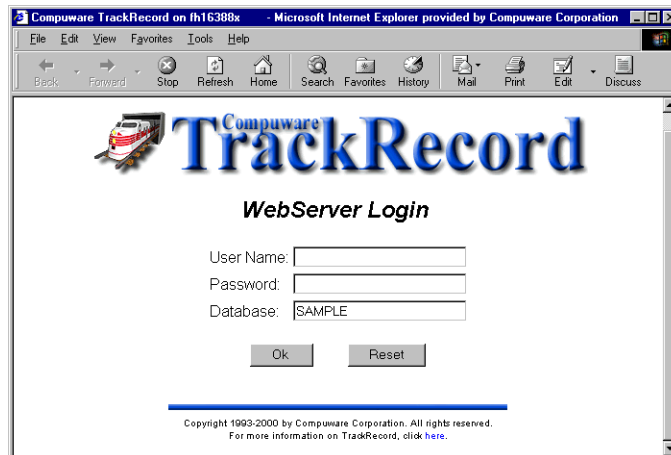 Compuware TrackRecord on fh16388x - Microsoft Internet Explorer provided by Compuware Corporation
File Edit View Favorites Tools Help
Back Forward Stop Refresh Home Search Favorites History Mail Print Edit Discuss
Compuware
TrackRecord
WebServer Login
User Name:
Password:
Database: SAMPLE
Ok Reset
Copyright 1993-2000 by Compuware Corporation. All rights reserved.
For more information on TrackRecord, click here.